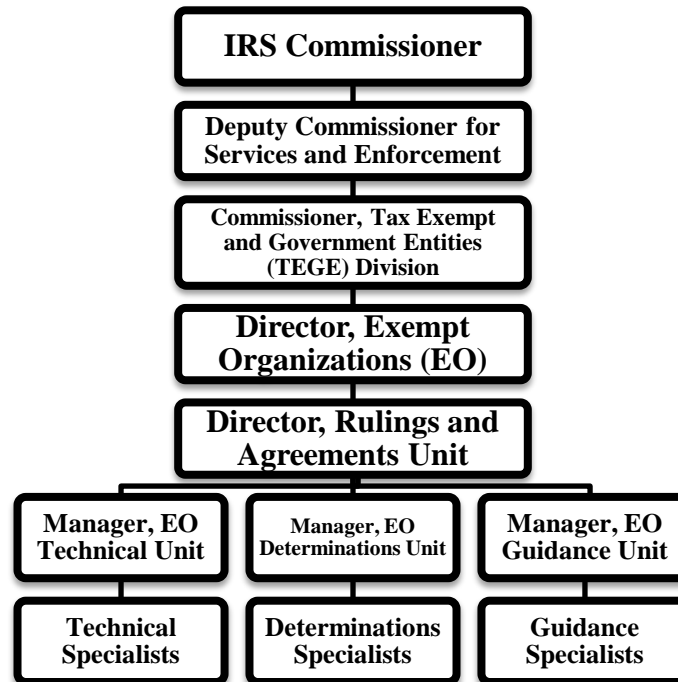 IRS Commissioner
Deputy Commissioner for
Services and Enforcement
Commissioner, Tax Exempt
and Government Entities
(TEGE) Division
Director, Exempt
Organizations (EO)
Director, Rulings and
Agreements Unit
Manager, EO
Technical Unit
Manager, EO
Determinations Unit
Manager, EO
Guidance Unit
Technical
Specialists
Determinations
Specialists
Guidance
Specialists